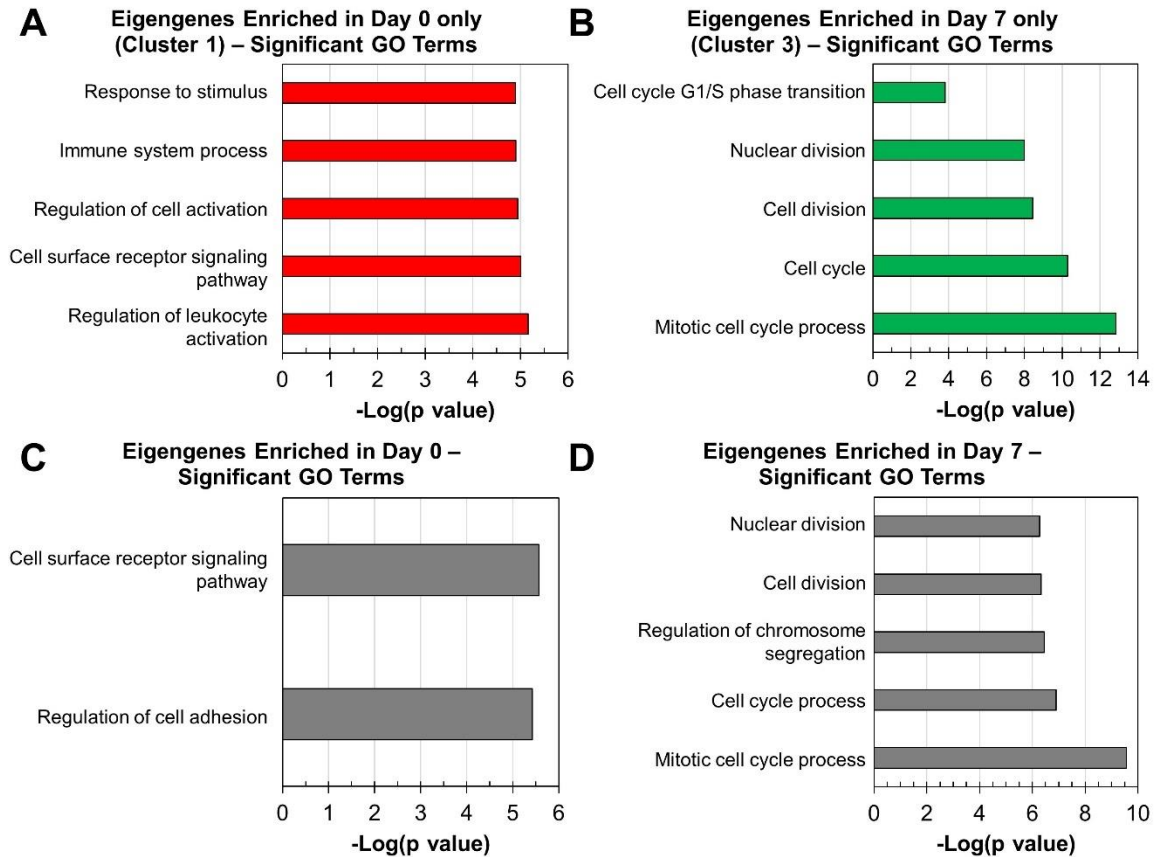 A
Eigengenes Enriched in Day 0 only
(Cluster 1) – Significant GO Terms
Response to stimulus
Immune system process
Regulation of cell activation
Cell surface receptor signaling
pathway
Regulation of leukocyte
activation
0 1 2 3 4 5 6
-Log(p value)
B
Eigengenes Enriched in Day 7 only
(Cluster 3) – Significant GO Terms
Cell cycle G1/S phase transition
Nuclear division
Cell division
Cell cycle
Mitotic cell cycle process
0 2 4 6 8 10 12 14
-Log(p value)
C
Eigengenes Enriched in Day 0 –
Significant GO Terms
Cell surface receptor signaling
pathway
Regulation of cell adhesion
0 1 2 3 4 5 6
-Log(p value)
D
Eigengenes Enriched in Day 7 –
Significant GO Terms
Nuclear division
Cell division
Regulation of chromosome
segregation
Cell cycle process
Mitotic cell cycle process
0 2 4 6 8 10
-Log(p value)